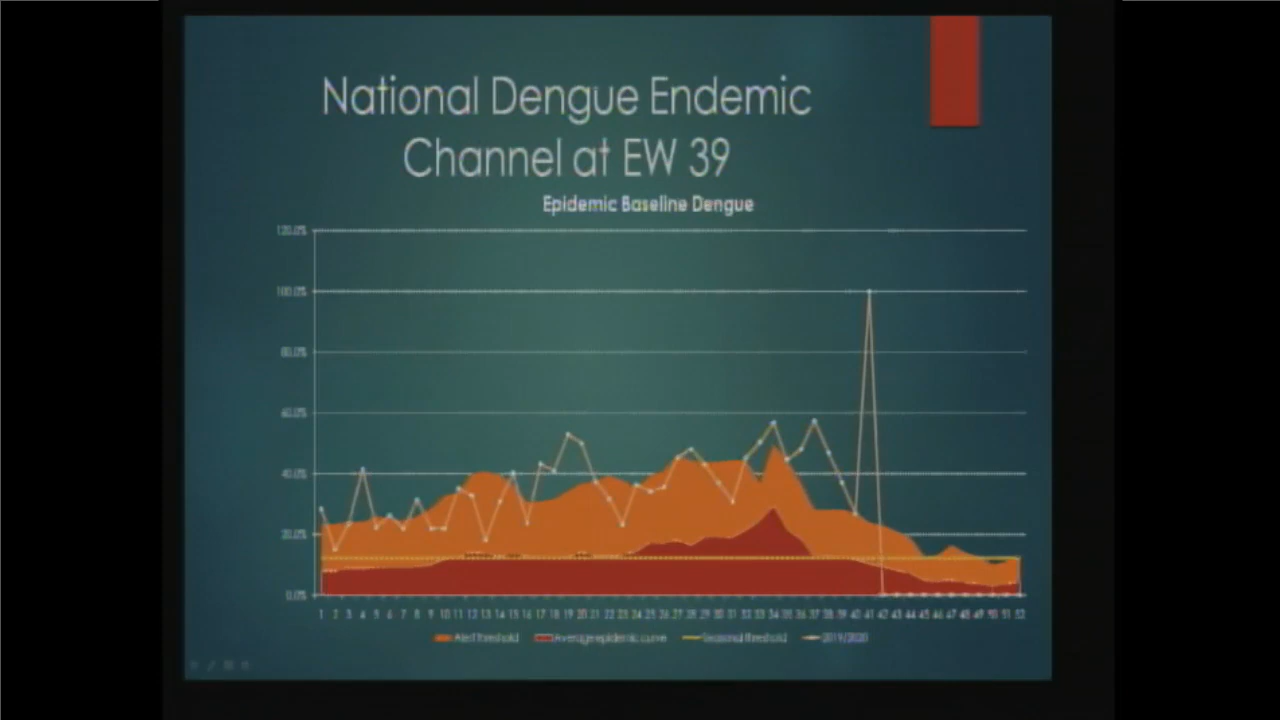 National Dengue Endemic
Channel at EW 39
Epidemic Baseline Dengue
120.0%
100.0%
80.0%
60.0%
40.0%
20.0%
0.0%
1 2 3 4 5 6 7 8 9 10 11 12 13 14 15 16 17 18 19 20 21 22 23 24 25 26 27 28 29 30 31 32 33 34 35 36 37 38 39 40 41 42 43 44 45 46 47 48 49 50 51 52
Alert threshold Average epidemic curve Seasonal threshold 2019/2020